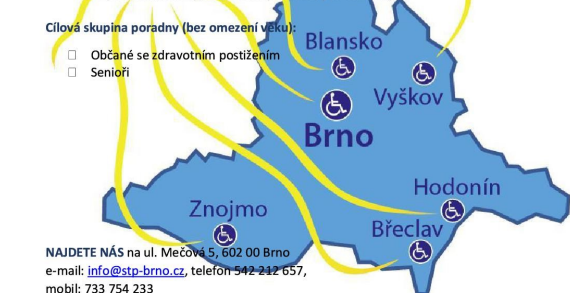 Cílová skupina poradny (bez omezení věku):
Občané se zdravotním postižením
Senioři
Blansko
Vyškov
Brno
Hodonín
Znojmo
Břeclav
NAJDETE NÁS na ul. Mečová 5, 602 00 Brno
e-mail: info@stp-brno.cz, telefon 542 212 657,
mobil: 733 754 233